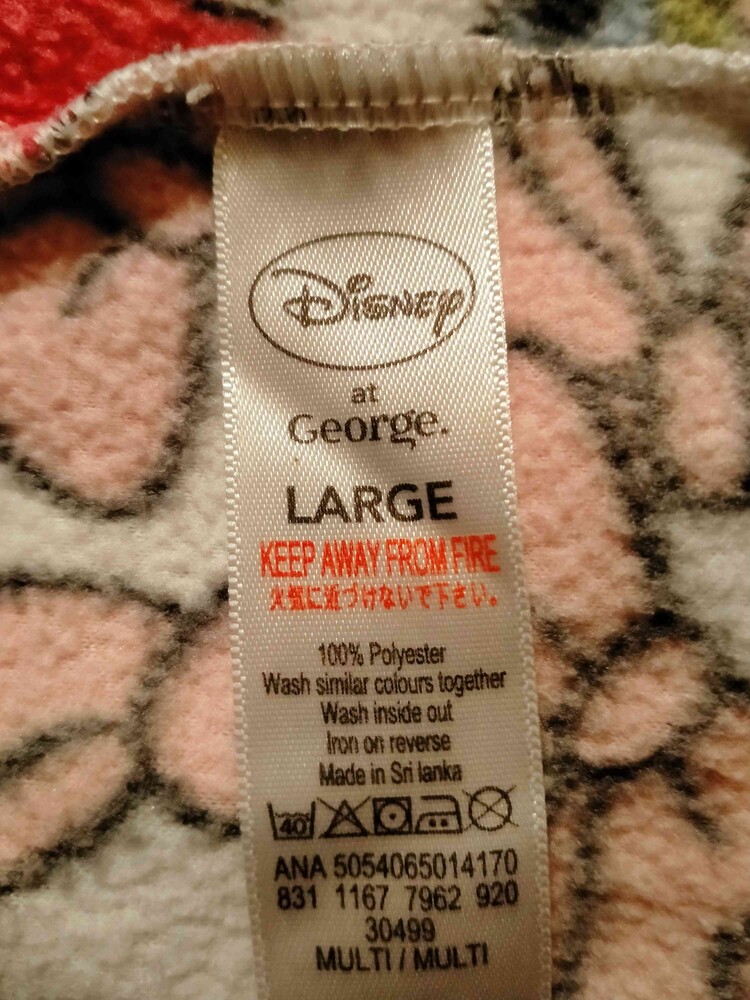 Disney
at
George.
LARGE
KEEP AWAY FROM FIRE
火気に近づけないで下さい。
100% Polyester
Wash similar colours together
Wash inside out
Iron on reverse
Made in Sri lanka
40
ANA 5054065014170
831 1167 7962 920
30499
MULTI / MULTI